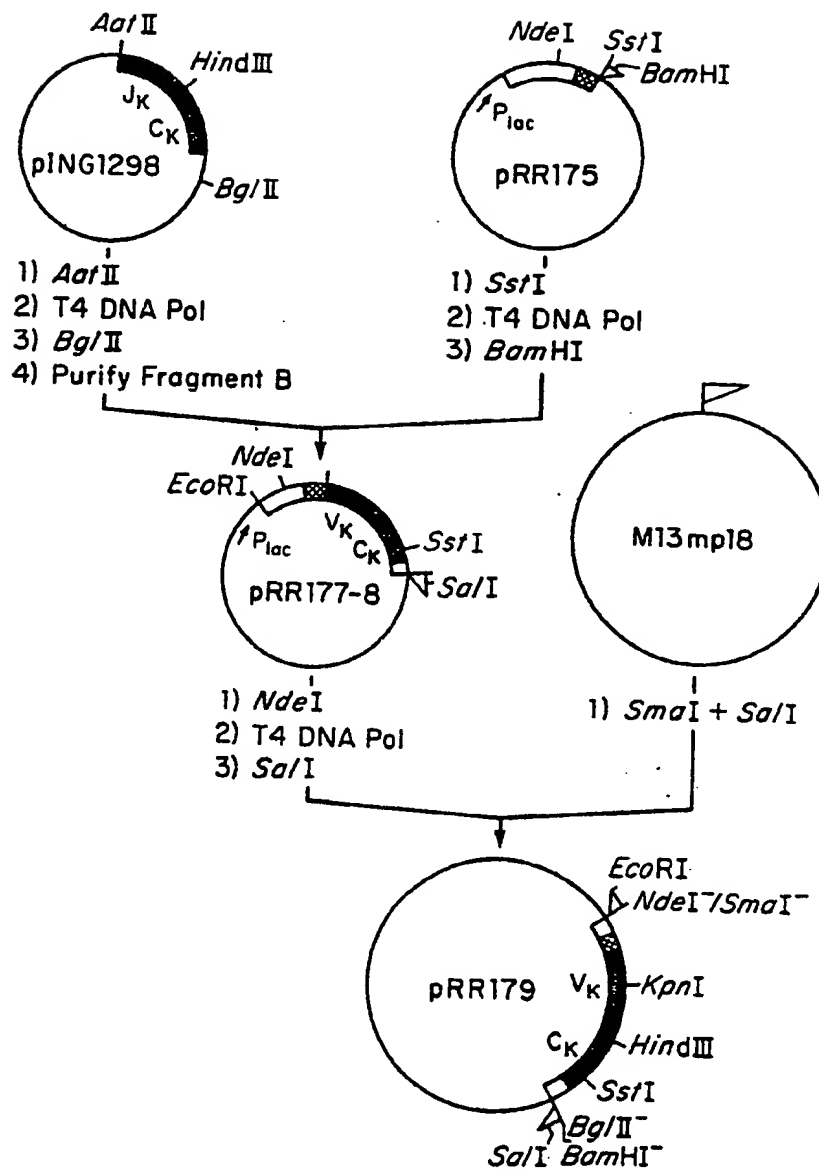 AatII
HindIII
JK
CK
pING1298
BglII
1) AatII
2) T4 DNA Pol
3) BglII
4) Purify Fragment B
NdeI
SstI
BamHI
Plac
pRR175
1) SstI
2) T4 DNA Pol
3) BamHI
NdeI
EcoRI
Plac
VK
CK
SstI
SalI
pRR177-8
1) NdeI
2) T4 DNA Pol
3) SalI
M13mp18
1) SmaI + SalI
EcoRI
NdeI⁻/SmaI⁻
pRR179
VK
KpnI
CK
HindIII
SstI
BglII⁻
SalI BamHI⁻